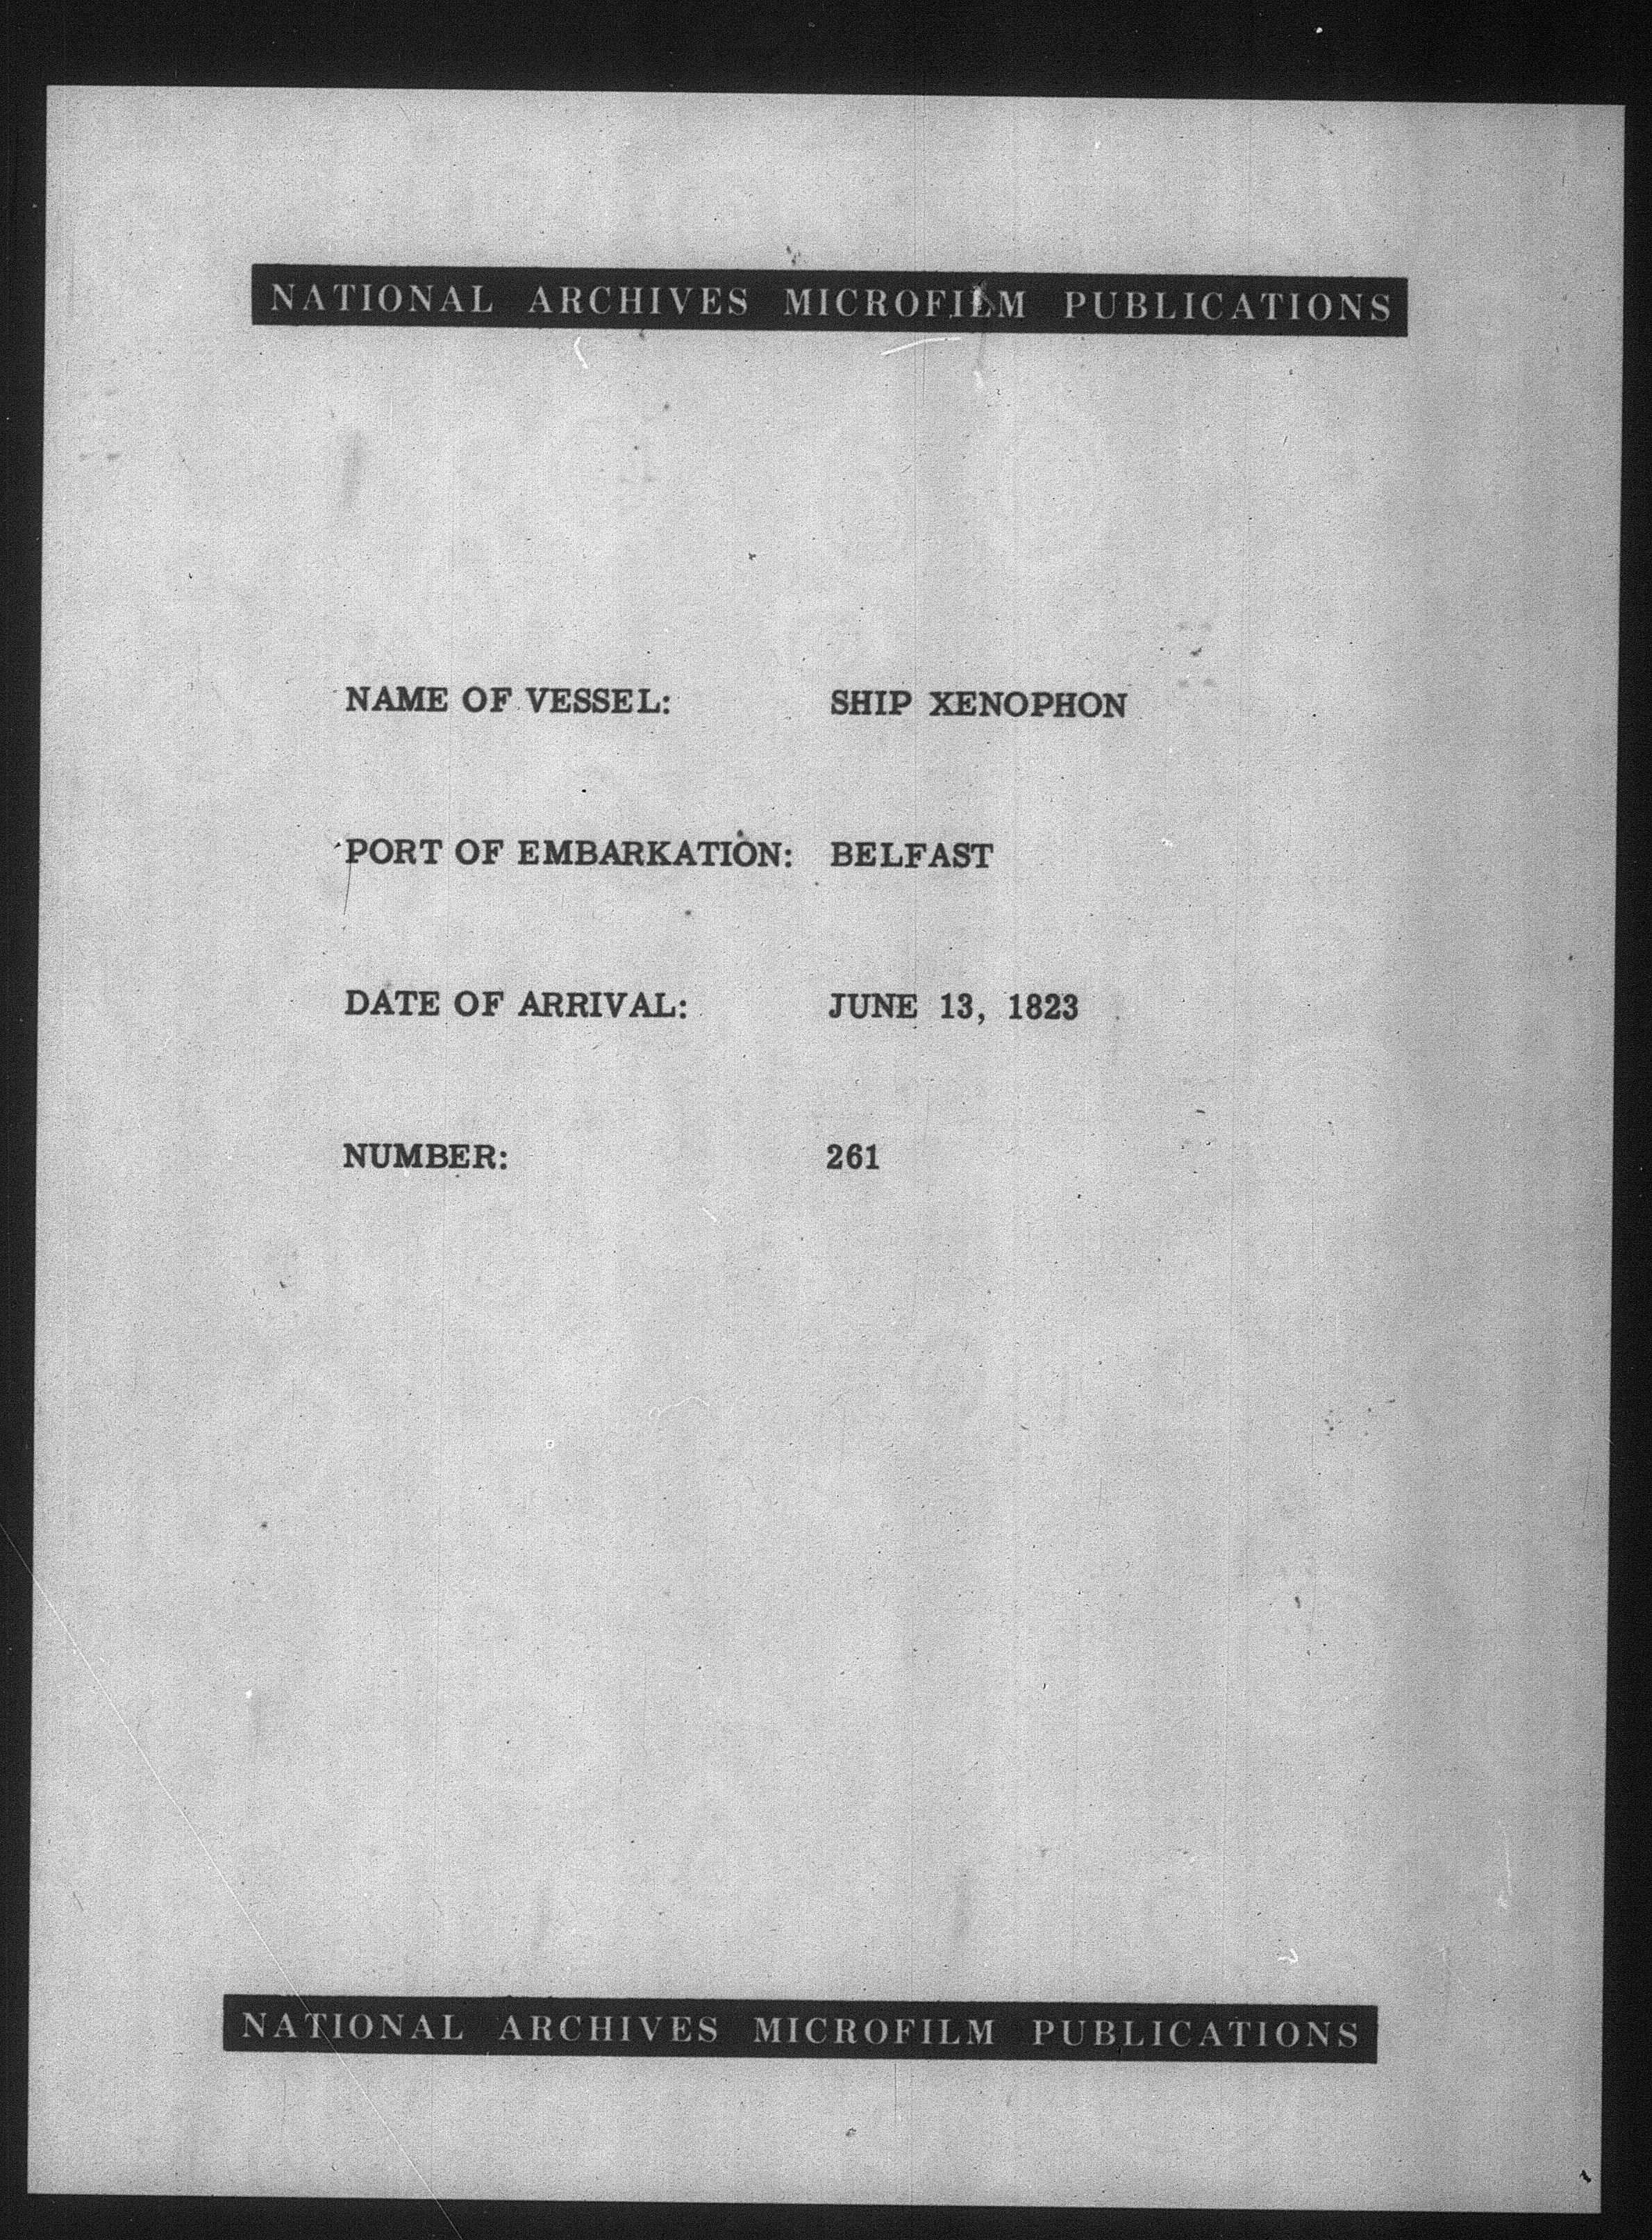 NATIONAL ARCHIVES MICROFILM PUBLICATIONS
NAME OF VESSEL: SHIP XENOPHON
PORT OF EMBARKATION: BELFAST
DATE OF ARRIVAL: JUNE 13, 1823
NUMBER: 261
NATIONAL ARCHIVES MICROFILM PUBLICATIONS